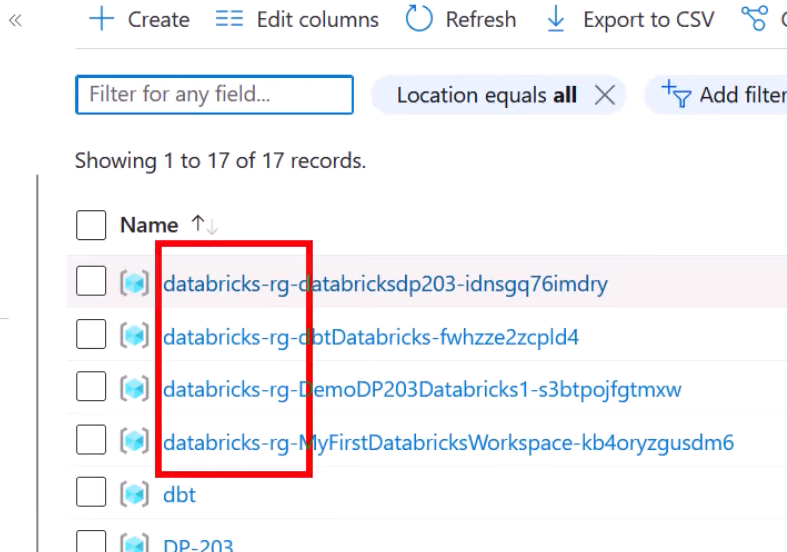 Create Edit columns Refresh Export to CSV
Filter for any field...
Location equals all Add filter
Showing 1 to 17 of 17 records.
Name
databricks-rg-databricksdp203-idnsgq76imdry
databricks-rg-dbtDatabricks-fwhzze2zcpld4
databricks-rg-DemoDP203Databricks1-s3btpojfgtmxw
databricks-rg-MyFirstDatabricksWorkspace-kb4oryzgusdm6
dbt
DP-203